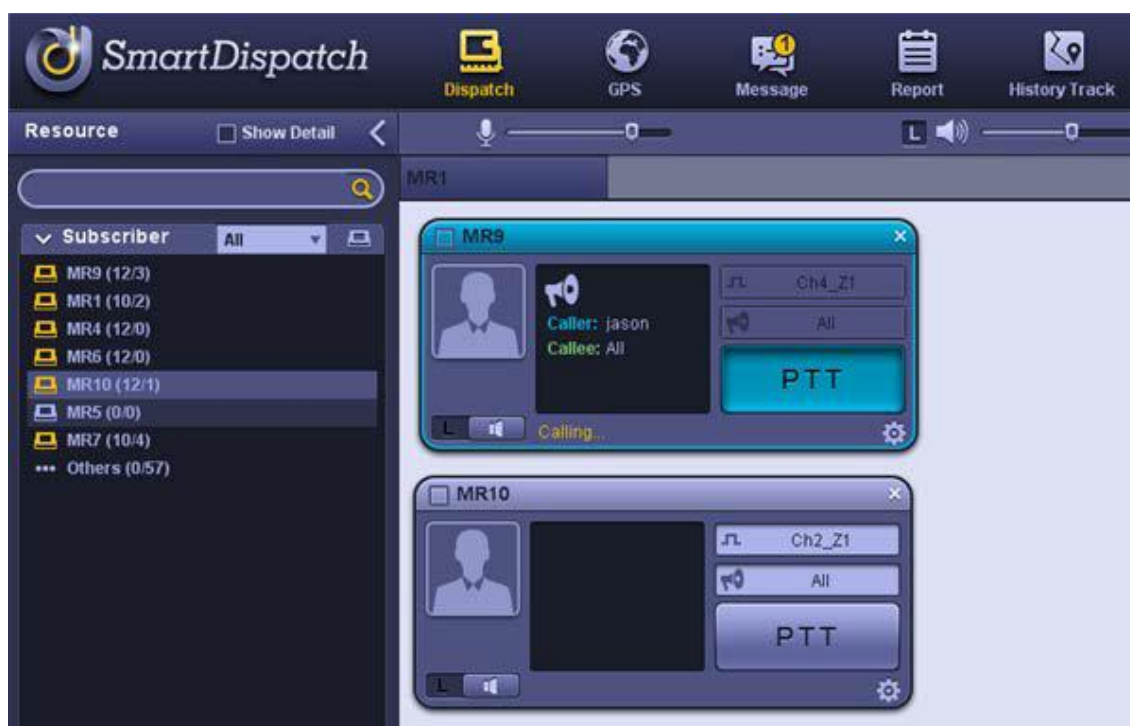 SmartDispatch
Dispatch
GPS
Message
1
Report
History Track
Resource
Show Detail
L
MR1
Subscriber
All
MR9 (12/3)
MR1 (10/2)
MR4 (12/0)
MR6 (12/0)
MR10 (12/1)
MR5 (0/0)
MR7 (10/4)
Others (0/57)
MR9
Caller: jason
Callee: All
Ch4_Z1
All
PTT
L
Calling...
MR10
Ch2_Z1
All
PTT
L